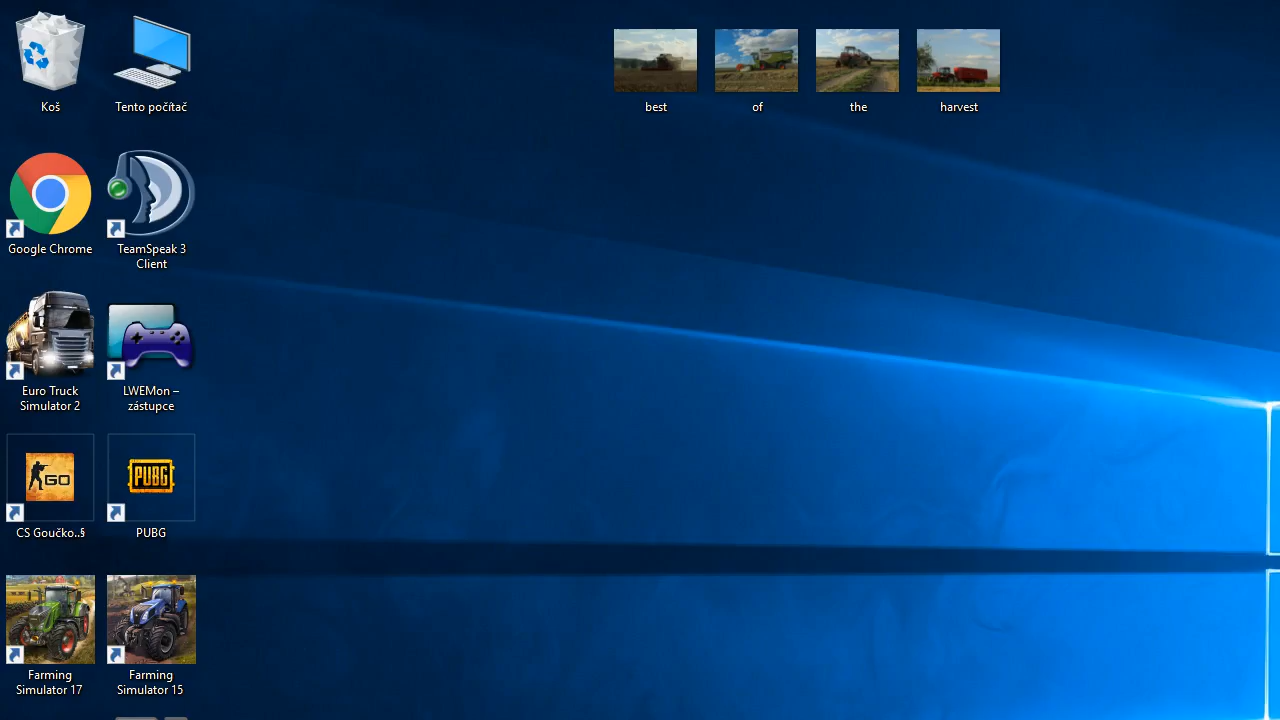 Koš
Tento počítač
best
of
the
harvest
Google Chrome
TeamSpeak 3
Client
Euro Truck
Simulator 2
LWEMon –
zástupce
GO
CS Goučko..§
PUBG
PUBG
Farming
Simulator 17
Farming
Simulator 15